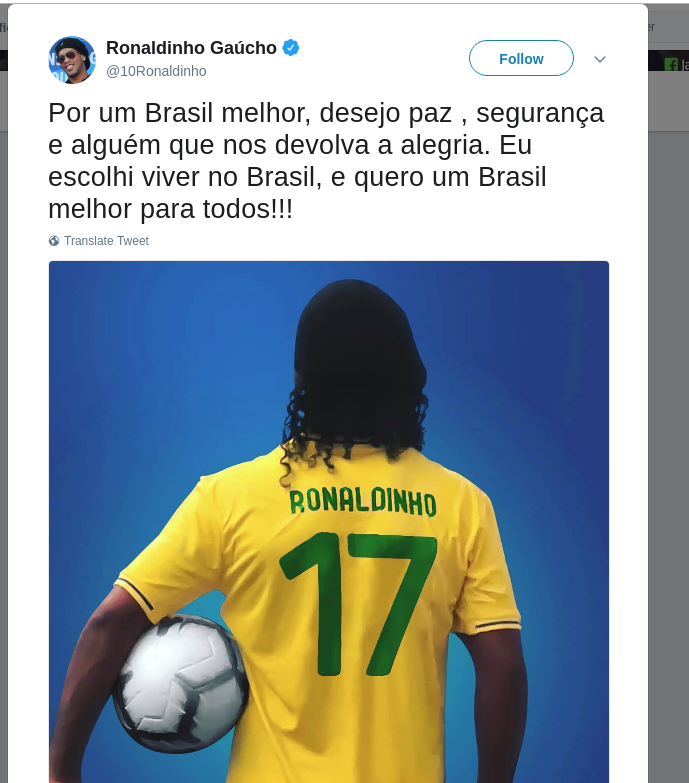 Ronaldinho Gaúcho
Follow
@10Ronaldinho
Por um Brasil melhor, desejo paz , segurança
e alguém que nos devolva a alegria. Eu
escolhi viver no Brasil, e quero um Brasil
melhor para todos!!!
Translate Tweet
RONALDINHO
17